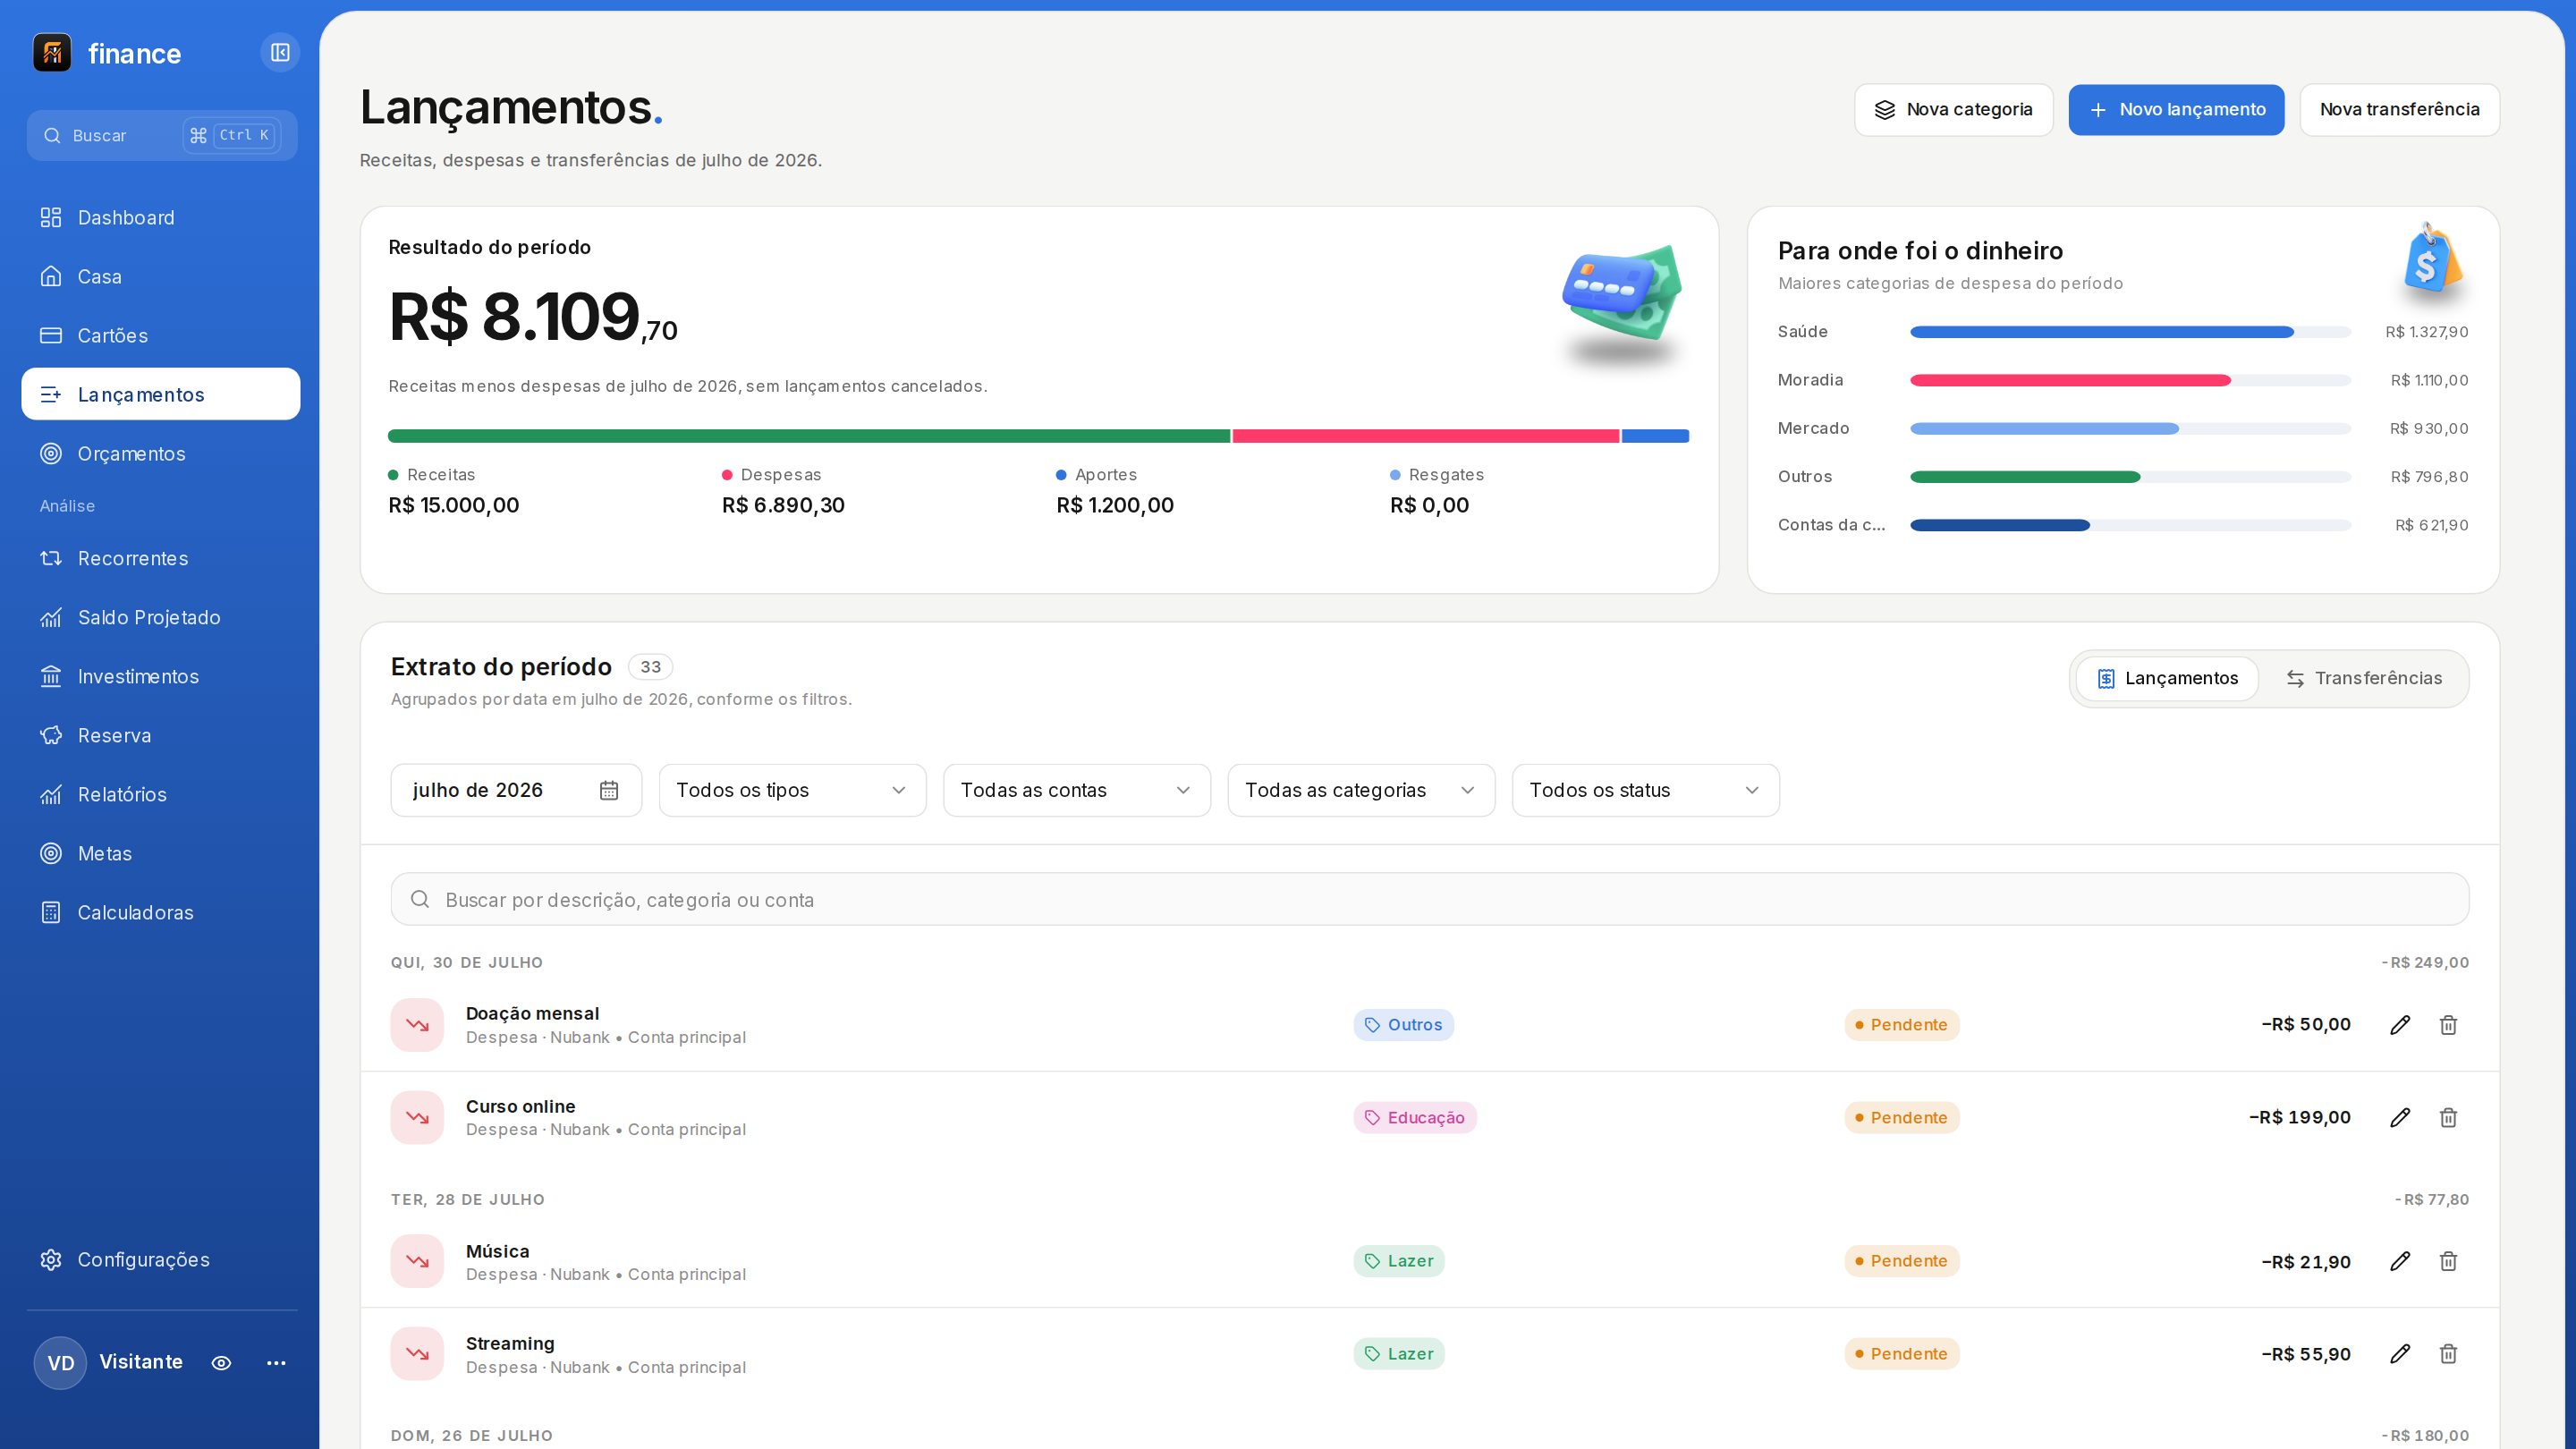 finance
Buscar
Ctrl K
Dashboard
Casa
Cartões
Lançamentos
Orçamentos
Análise
Recorrentes
Saldo Projetado
Investimentos
Reserva
Relatórios
Metas
Calculadoras
Configurações
VD Visitante
Lançamentos.
Receitas, despesas e transferências de julho de 2026.
Nova categoria
Novo lançamento
Nova transferência
Resultado do período
R$ 8.109,70
Receitas menos despesas de julho de 2026, sem lançamentos cancelados.
Receitas
R$ 15.000,00
Despesas
R$ 6.890,30
Aportes
R$ 1.200,00
Resgates
R$ 0,00
Para onde foi o dinheiro
Maiores categorias de despesa do período
Saúde R$ 1.327,90
Moradia R$ 1.110,00
Mercado R$ 930,00
Outros R$ 796,80
Contas da c... R$ 621,90
Extrato do período 33
Agrupados por data em julho de 2026, conforme os filtros.
Lançamentos
Transferências
julho de 2026
Todos os tipos
Todas as contas
Todas as categorias
Todos os status
Buscar por descrição, categoria ou conta
QUI, 30 DE JULHO -R$ 249,00
Doação mensal
Despesa · Nubank • Conta principal
Outros
Pendente
−R$ 50,00
Curso online
Despesa · Nubank • Conta principal
Educação
Pendente
−R$ 199,00
TER, 28 DE JULHO -R$ 77,80
Música
Despesa · Nubank • Conta principal
Lazer
Pendente
−R$ 21,90
Streaming
Despesa · Nubank • Conta principal
Lazer
Pendente
−R$ 55,90
DOM, 26 DE JULHO -R$ 180,00